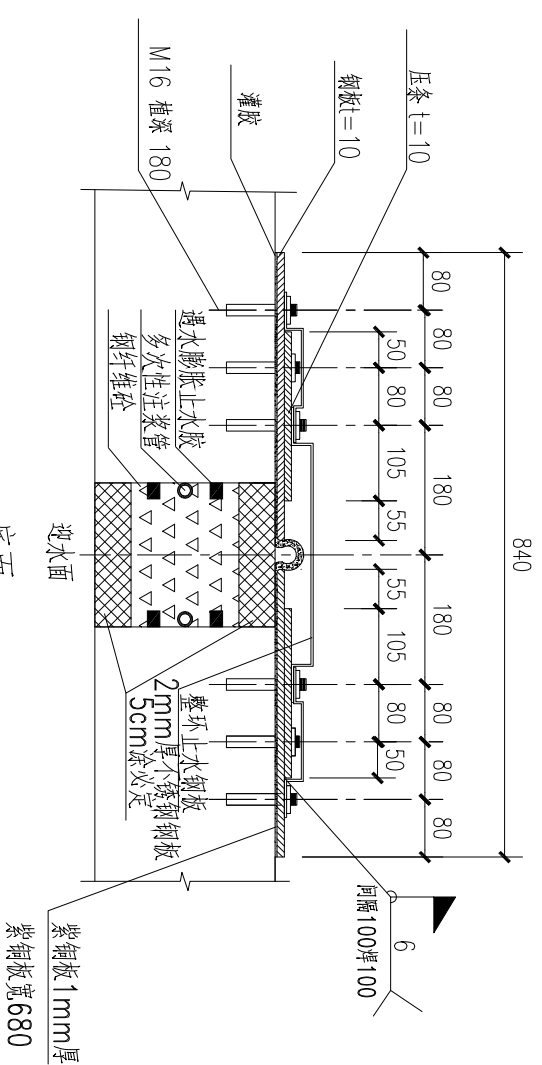 840
80
80
80
180
180
80
80
80
50
80
105
55
55
105
80
50
压条 t=10
钢板t=10
灌胶
M16 植深 180
遇水膨胀止水胶
多次性注浆管
钢纤维砼
迎水面
整环止水钢板
2mm厚不锈钢钢板
5cm涂必定
6
间隔100焊100
紫铜板1mm厚
紫铜板宽680